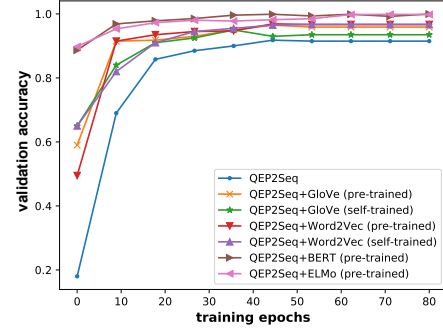 1.0
0.8
0.6
0.4
0.2
validation accuracy
QEP2Seq
QEP2Seq+GloVe (pre-trained)
QEP2Seq+GloVe (self-trained)
QEP2Seq+Word2Vec (pre-trained)
QEP2Seq+Word2Vec (self-trained)
QEP2Seq+BERT (pre-trained)
QEP2Seq+ELMo (pre-trained)
0 10 20 30 40 50 60 70 80
training epochs